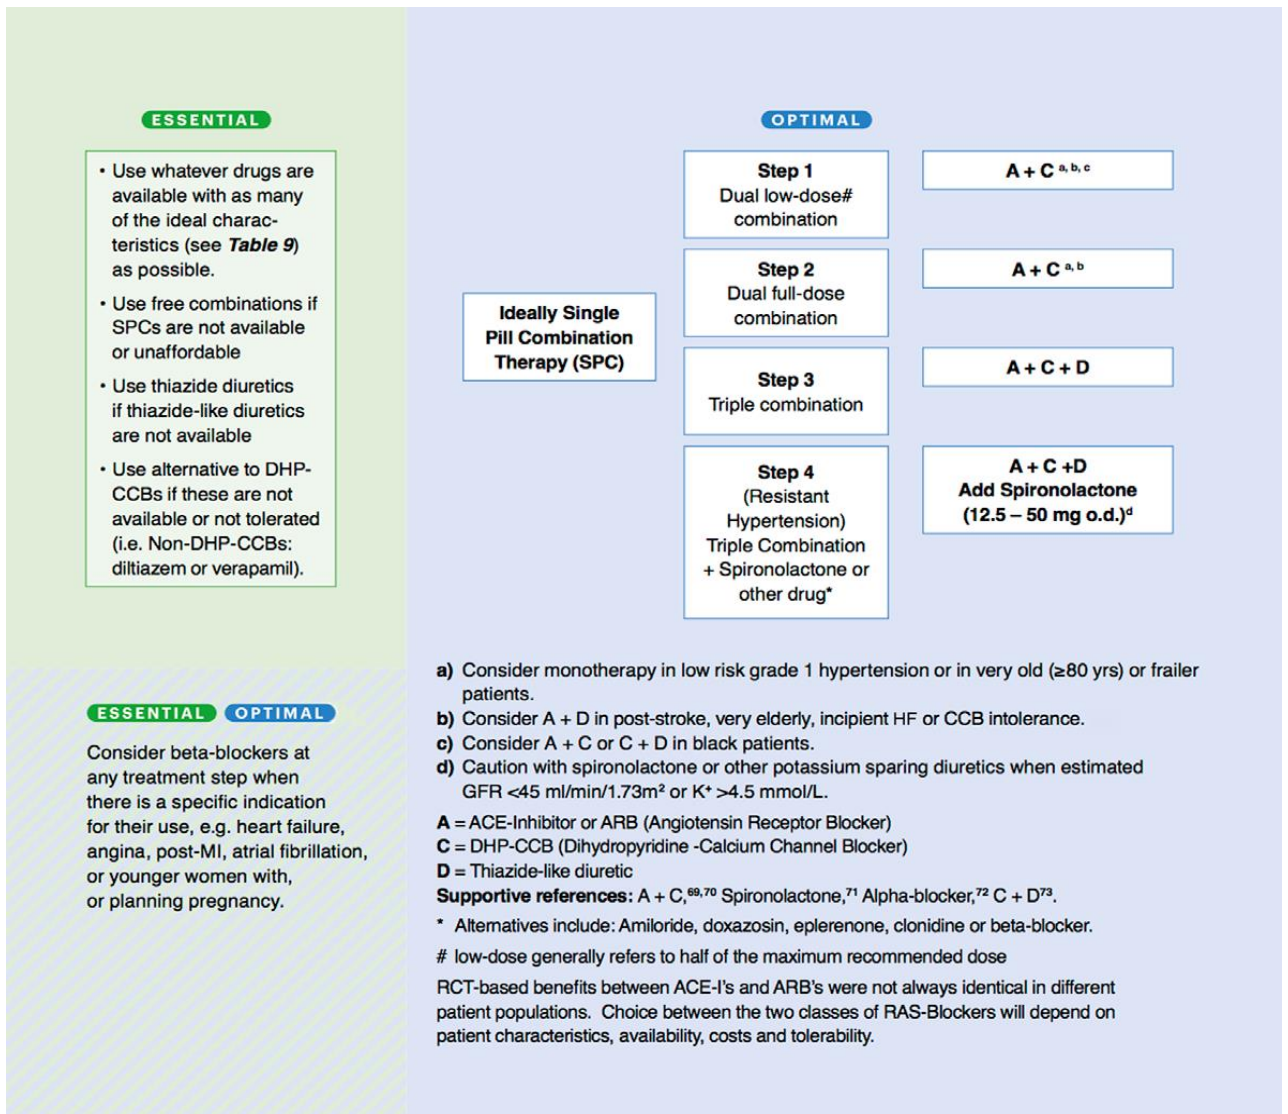 ESSENTIAL
• Use whatever drugs are
available with as many
of the ideal charac-
teristics (see Table 9)
as possible.
• Use free combinations if
SPCs are not available
or unaffordable
• Use thiazide diuretics
if thiazide-like diuretics
are not available
• Use alternative to DHP-
CCBs if these are not
available or not tolerated
(i.e. Non-DHP-CCBs:
diltiazem or verapamil).
ESSENTIAL OPTIMAL
Consider beta-blockers at
any treatment step when
there is a specific indication
for their use, e.g. heart failure,
angina, post-MI, atrial fibrillation,
or younger women with,
or planning pregnancy.
OPTIMAL
Ideally Single
Pill Combination
Therapy (SPC)
Step 1
Dual low-dose#
combination
A + C a, b, c
Step 2
Dual full-dose
combination
A + C a, b
Step 3
Triple combination
A + C + D
Step 4
(Resistant
Hypertension)
Triple Combination
+ Spironolactone or
other drug*
A + C +D
Add Spironolactone
(12.5 – 50 mg o.d.)d
a) Consider monotherapy in low risk grade 1 hypertension or in very old (≥80 yrs) or frailer
patients.
b) Consider A + D in post-stroke, very elderly, incipient HF or CCB intolerance.
c) Consider A + C or C + D in black patients.
d) Caution with spironolactone or other potassium sparing diuretics when estimated
GFR <45 ml/min/1.73m² or K⁺ >4.5 mmol/L.
A = ACE-Inhibitor or ARB (Angiotensin Receptor Blocker)
C = DHP-CCB (Dihydropyridine -Calcium Channel Blocker)
D = Thiazide-like diuretic
Supportive references: A + C,⁶⁹,⁷⁰ Spironolactone,⁷¹ Alpha-blocker,⁷² C + D⁷³.
* Alternatives include: Amiloride, doxazosin, eplerenone, clonidine or beta-blocker.
# low-dose generally refers to half of the maximum recommended dose
RCT-based benefits between ACE-I's and ARB's were not always identical in different
patient populations. Choice between the two classes of RAS-Blockers will depend on
patient characteristics, availability, costs and tolerability.